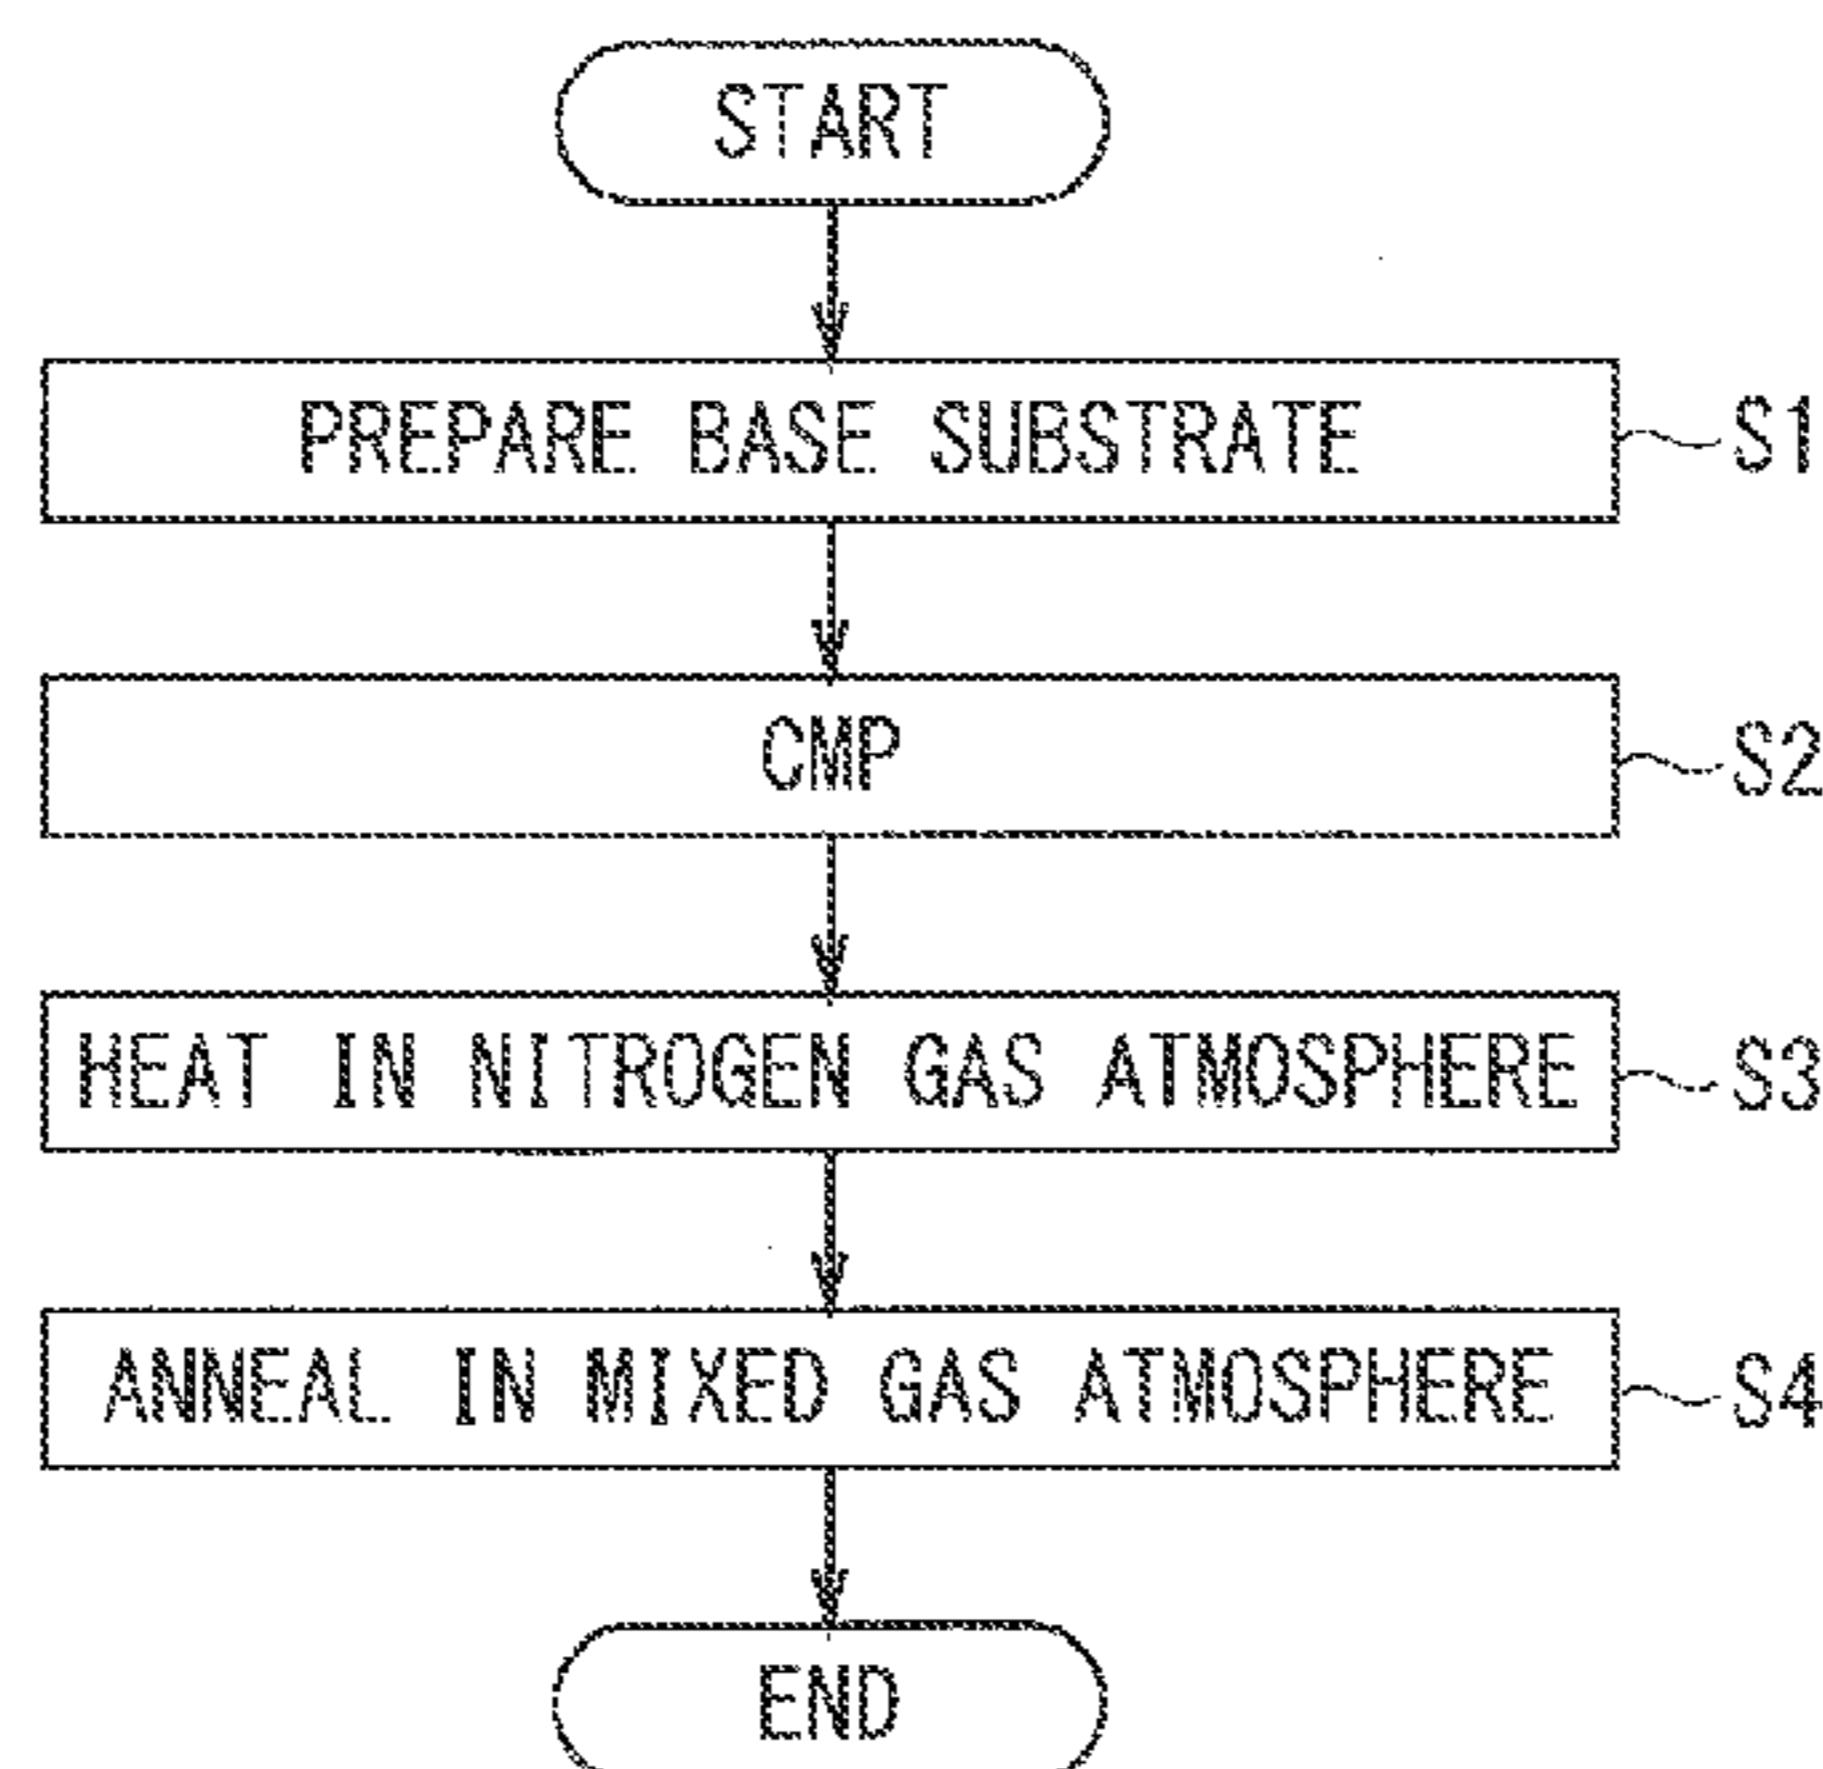 START
PREPARE BASE SUBSTRATE S1
CMP S2
HEAT IN NITROGEN GAS ATMOSPHERE S3
ANNEAL IN MIXED GAS ATMOSPHERE S4
END